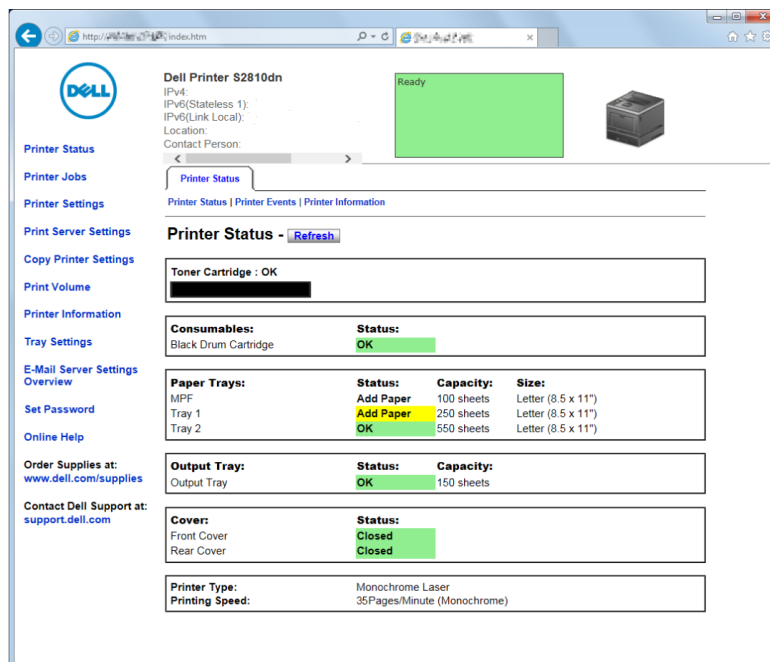 http:// index.htm
DELL
Dell Printer S2810dn
IPv4:
IPv6(Stateless 1):
IPv6(Link Local):
Location:
Contact Person:
Ready
Printer Status
Printer Jobs
Printer Settings
Print Server Settings
Copy Printer Settings
Print Volume
Printer Information
Tray Settings
E-Mail Server Settings
Overview
Set Password
Online Help
Order Supplies at:
www.dell.com/supplies
Contact Dell Support at:
support.dell.com
Printer Status
Printer Status | Printer Events | Printer Information
Printer Status - Refresh
Toner Cartridge : OK
Consumables: Status:
Black Drum Cartridge OK
Paper Trays: Status: Capacity: Size:
MPF Add Paper 100 sheets Letter (8.5 x 11")
Tray 1 Add Paper 250 sheets Letter (8.5 x 11")
Tray 2 OK 550 sheets Letter (8.5 x 11")
Output Tray: Status: Capacity:
Output Tray OK 150 sheets
Cover: Status:
Front Cover Closed
Rear Cover Closed
Printer Type: Monochrome Laser
Printing Speed: 35Pages/Minute (Monochrome)